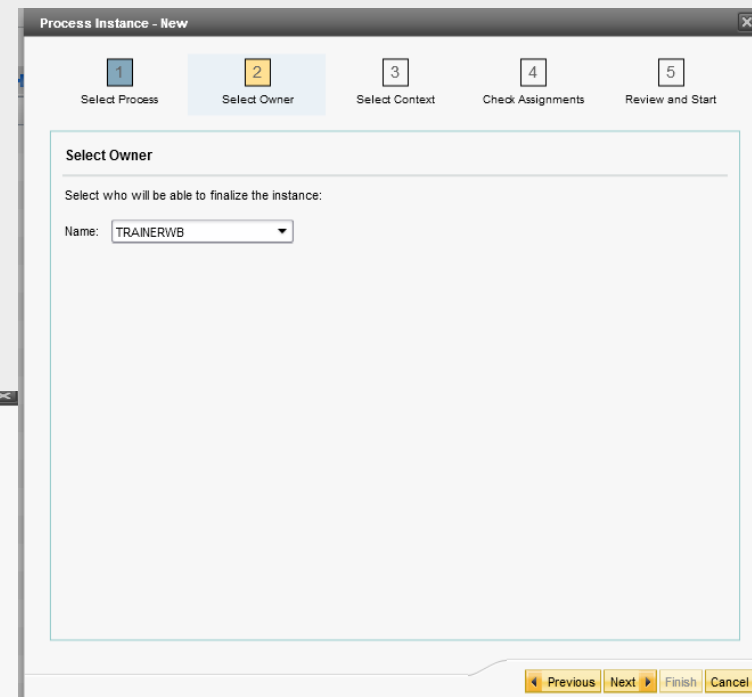 Process Instance - New
1 2 3 4 5
Select Process Select Owner Select Context Check Assignments Review and Start
Select Owner
Select who will be able to finalize the instance:
Name: TRAINERWB
Previous Next Finish Cancel